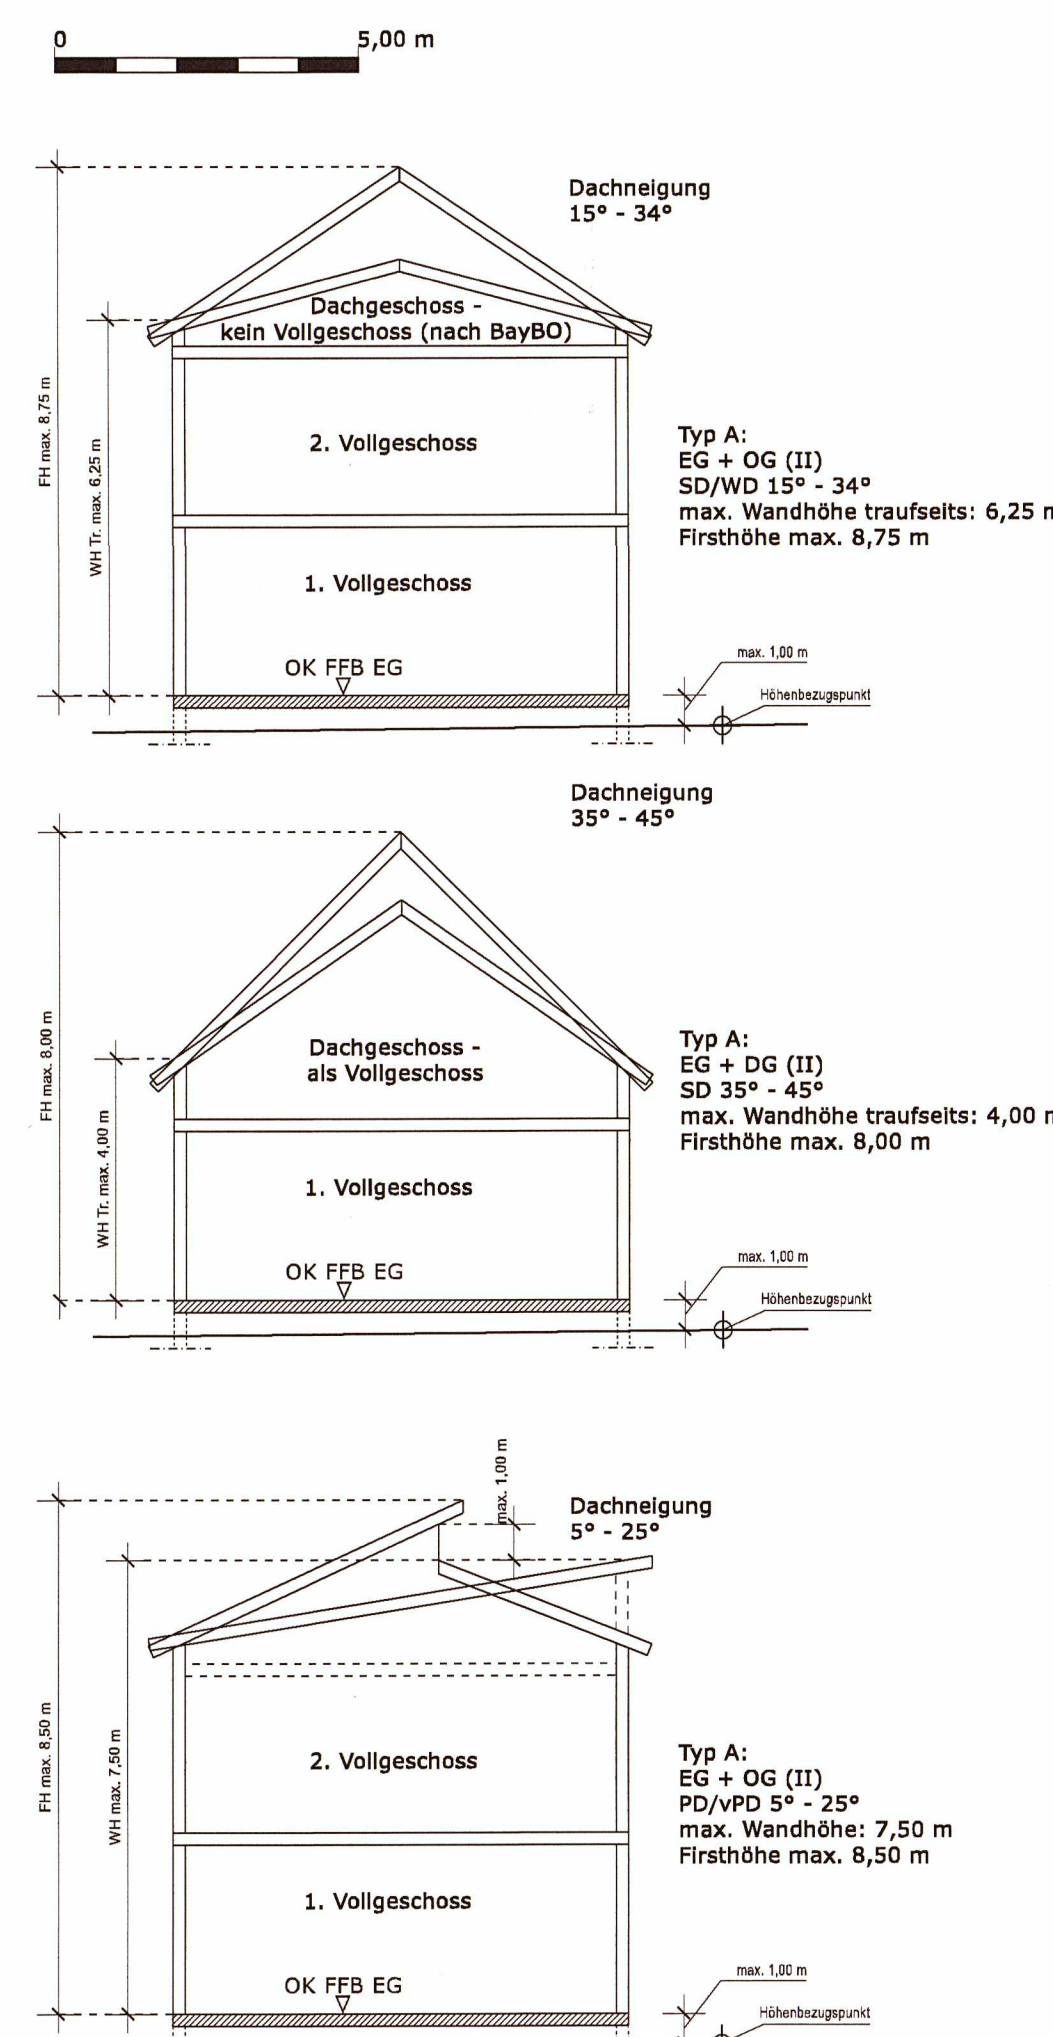 0 5,00 m
Dachneigung
15° - 34°
Dachgeschoss -
kein Vollgeschoss (nach BayBO)
FH max. 8,75 m
WH Tr. max. 6,25 m
2. Vollgeschoss
Typ A:
EG + OG (II)
SD/WD 15° - 34°
max. Wandhöhe traufseits: 6,25 m
Firsthöhe max. 8,75 m
1. Vollgeschoss
OK FFB EG
max. 1,00 m
Höhenbezugspunkt
Dachneigung
35° - 45°
FH max. 8,00 m
WH Tr. max. 4,00 m
Dachgeschoss -
als Vollgeschoss
Typ A:
EG + DG (II)
SD 35° - 45°
max. Wandhöhe traufseits: 4,00 m
Firsthöhe max. 8,00 m
1. Vollgeschoss
OK FFB EG
max. 1,00 m
Höhenbezugspunkt
max. 1,00 m
Dachneigung
5° - 25°
FH max. 8,50 m
WH max. 7,50 m
2. Vollgeschoss
Typ A:
EG + OG (II)
PD/vPD 5° - 25°
max. Wandhöhe: 7,50 m
Firsthöhe max. 8,50 m
1. Vollgeschoss
OK FFB EG
max. 1,00 m
Höhenbezugspunkt